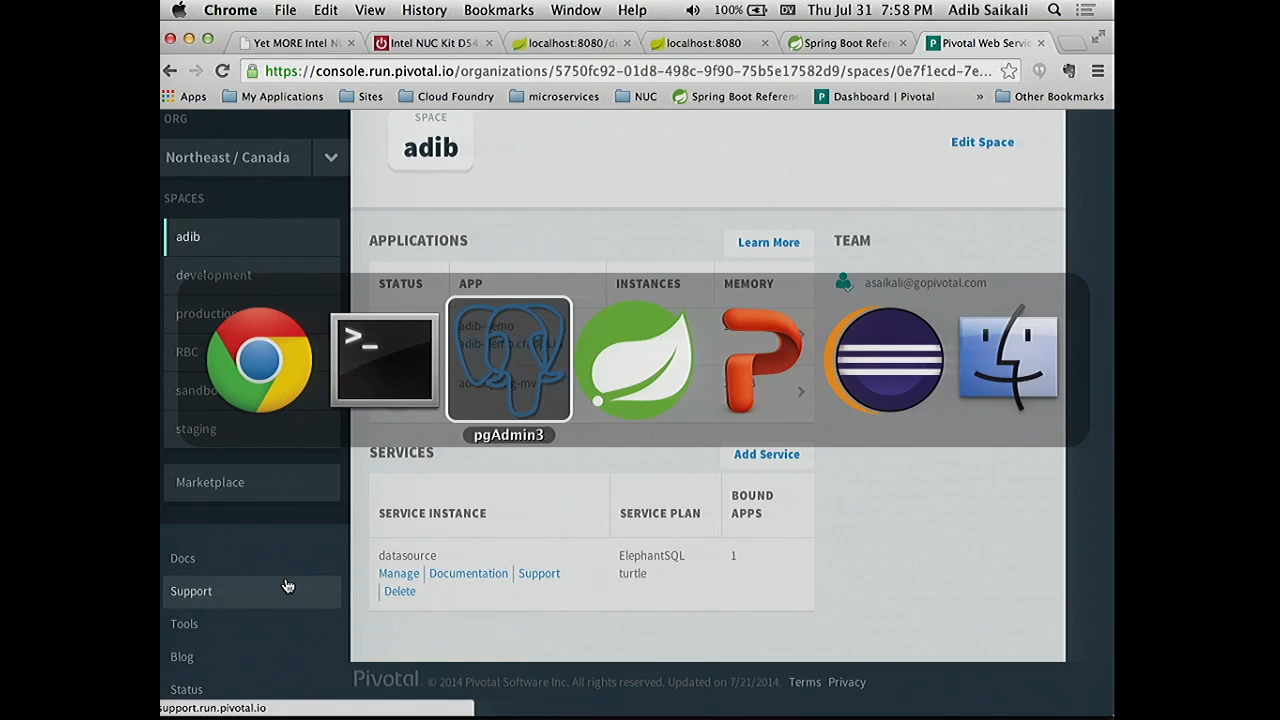 Chrome File Edit View History Bookmarks Window Help 100% DV Thu Jul 31 7:58 PM Adib Saikali
Yet MORE Intel N
Intel NUC Kit D54
localhost:8080/d
localhost:8080
Spring Boot Refer
Pivotal Web Servi
https://console.run.pivotal.io/organizations/5750fc92-01d8-498c-9f90-75b5e17582d9/spaces/0e7f1ecd-7e...
Apps My Applications Sites Cloud Foundry microservices NUC Spring Boot Referen Dashboard | Pivotal » Other Bookmarks
ORG
Northeast / Canada
SPACES
adib
development
production
RBC
sandbo
staging
Marketplace
Docs
Support
Tools
Blog
Status
support.run.pivotal.io
SPACE
adib
Edit Space
APPLICATIONS
Learn More
TEAM
STATUS APP INSTANCES MEMORY
asaikali@gopivotal.com
>_
pgAdmin3
SERVICES
Add Service
SERVICE INSTANCE SERVICE PLAN BOUND APPS
datasource
Manage | Documentation | Support
| Delete
ElephantSQL
turtle
1
Pivotal © 2014 Pivotal Software Inc. All rights reserved. Updated on 7/21/2014. Terms Privacy